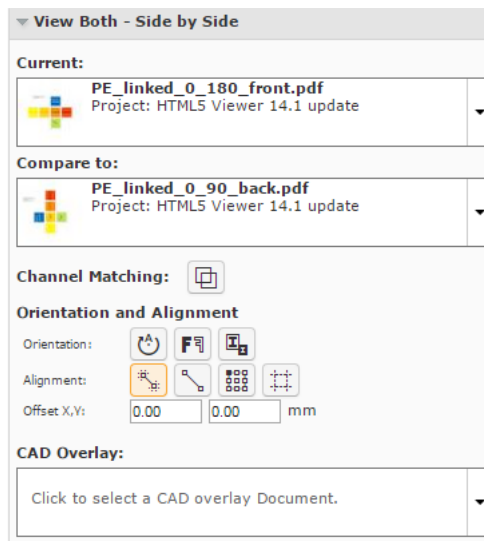 View Both - Side by Side
Current:
PE_linked_0_180_front.pdf
Project: HTML5 Viewer 14.1 update
Compare to:
PE_linked_0_90_back.pdf
Project: HTML5 Viewer 14.1 update
Channel Matching:
Orientation and Alignment
Orientation:
Alignment:
Offset X,Y: 0.00 0.00 mm
CAD Overlay:
Click to select a CAD overlay Document.